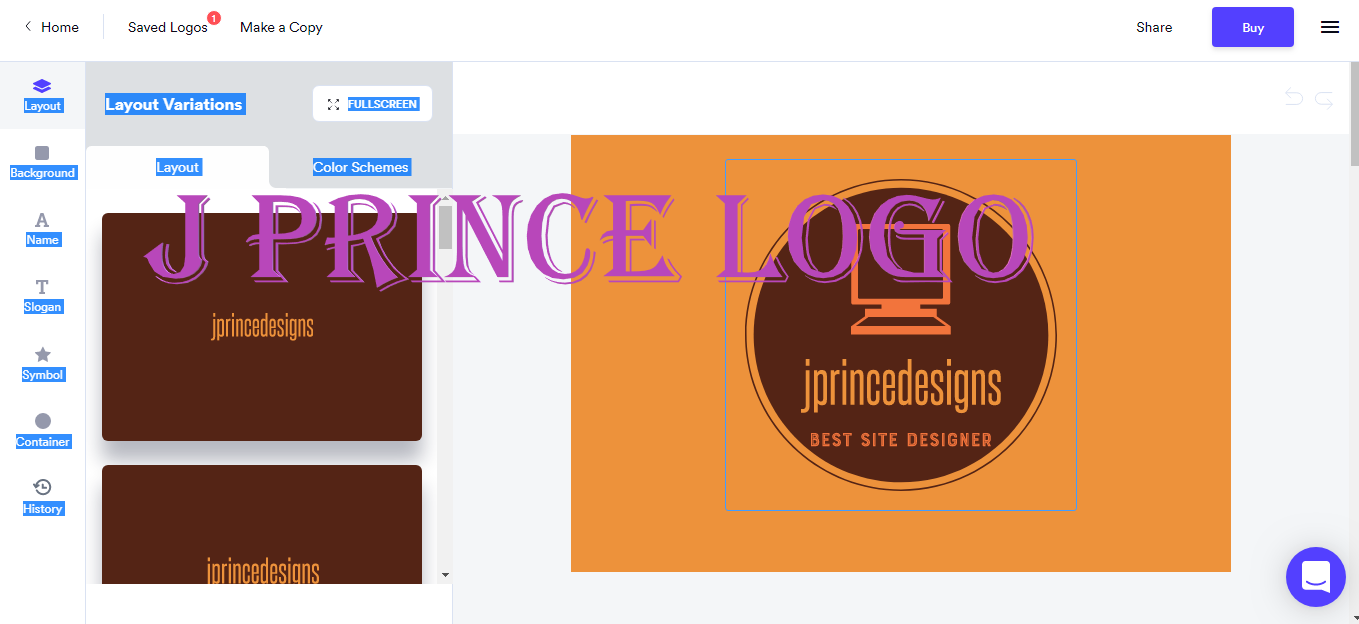 Home
Saved Logos
1
Make a Copy
Share
Buy
Layout
Background
Name
Slogan
Symbol
Container
History
Layout Variations
FULLSCREEN
Layout
Color Schemes
J PRINCE LOGO
jprincedesigns
jprincedesigns
jprincedesigns
BEST SITE DESIGNER